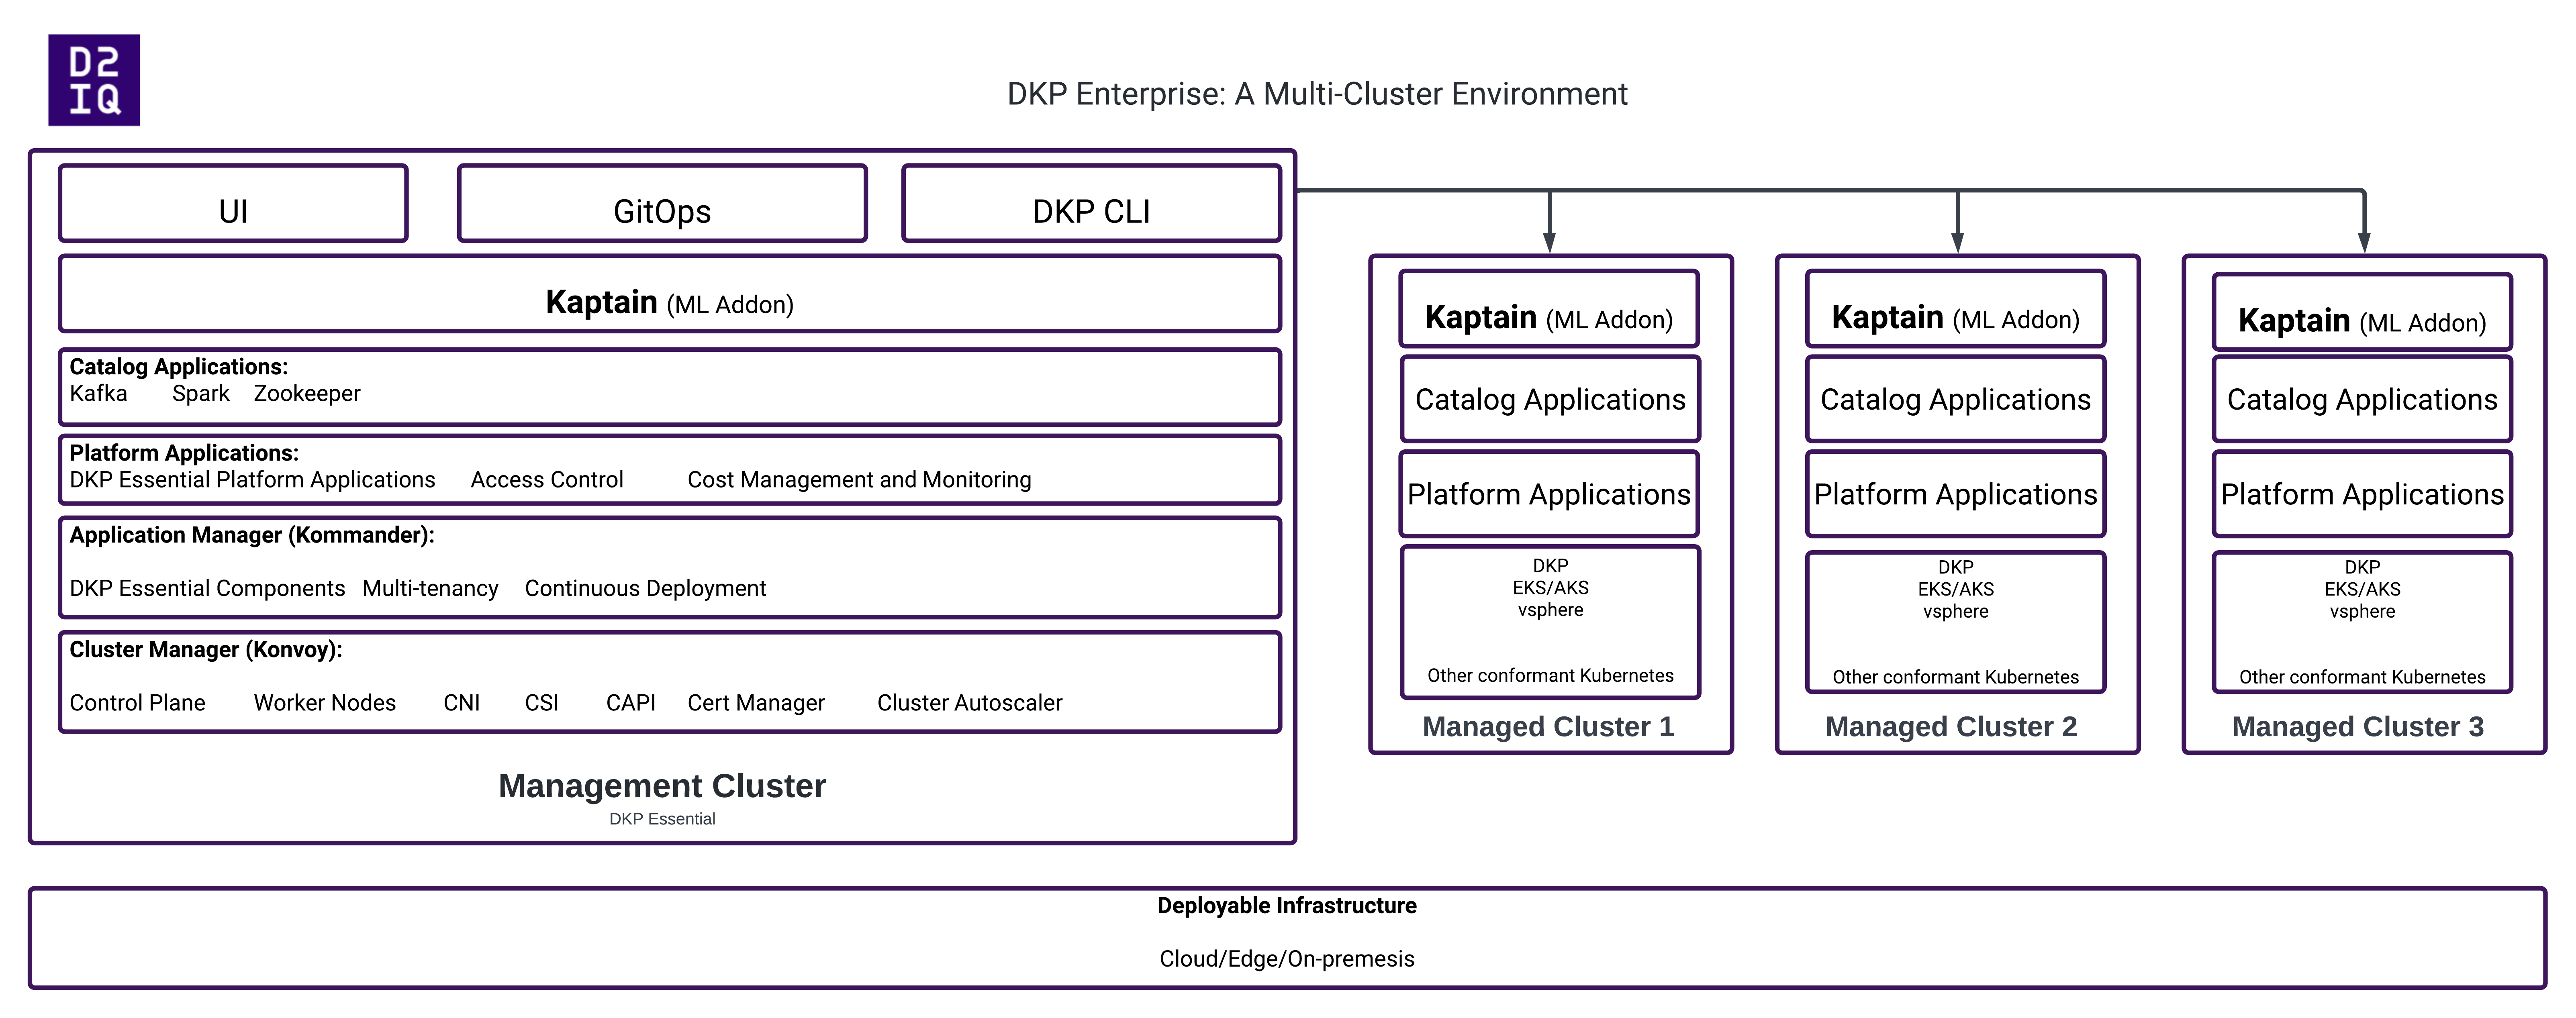 D2
IQ
DKP Enterprise: A Multi-Cluster Environment
UI
GitOps
DKP CLI
Kaptain (ML Addon)
Catalog Applications:
Kafka Spark Zookeeper
Platform Applications:
DKP Essential Platform Applications Access Control Cost Management and Monitoring
Application Manager (Kommander):
DKP Essential Components Multi-tenancy Continuous Deployment
Cluster Manager (Konvoy):
Control Plane Worker Nodes CNI CSI CAPI Cert Manager Cluster Autoscaler
Management Cluster
DKP Essential
Kaptain (ML Addon)
Catalog Applications
Platform Applications
DKP
EKS/AKS
vsphere
Other conformant Kubernetes
Managed Cluster 1
Kaptain (ML Addon)
Catalog Applications
Platform Applications
DKP
EKS/AKS
vsphere
Other conformant Kubernetes
Managed Cluster 2
Kaptain (ML Addon)
Catalog Applications
Platform Applications
DKP
EKS/AKS
vsphere
Other conformant Kubernetes
Managed Cluster 3
Deployable Infrastructure
Cloud/Edge/On-premesis